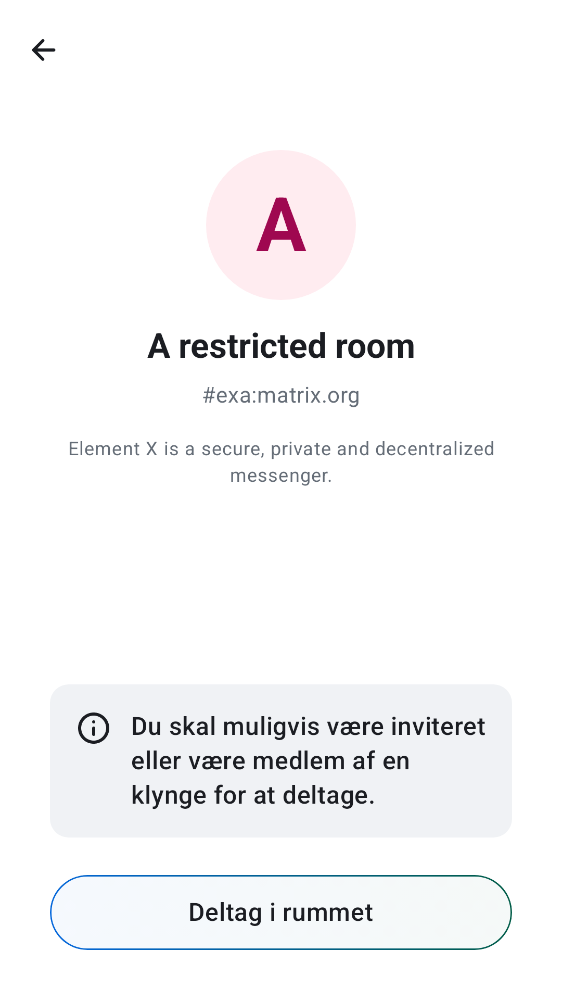 A
A restricted room
#exa:matrix.org
Element X is a secure, private and decentralized
messenger.
Du skal muligvis være inviteret
eller være medlem af en
klynge for at deltage.
Deltag i rummet